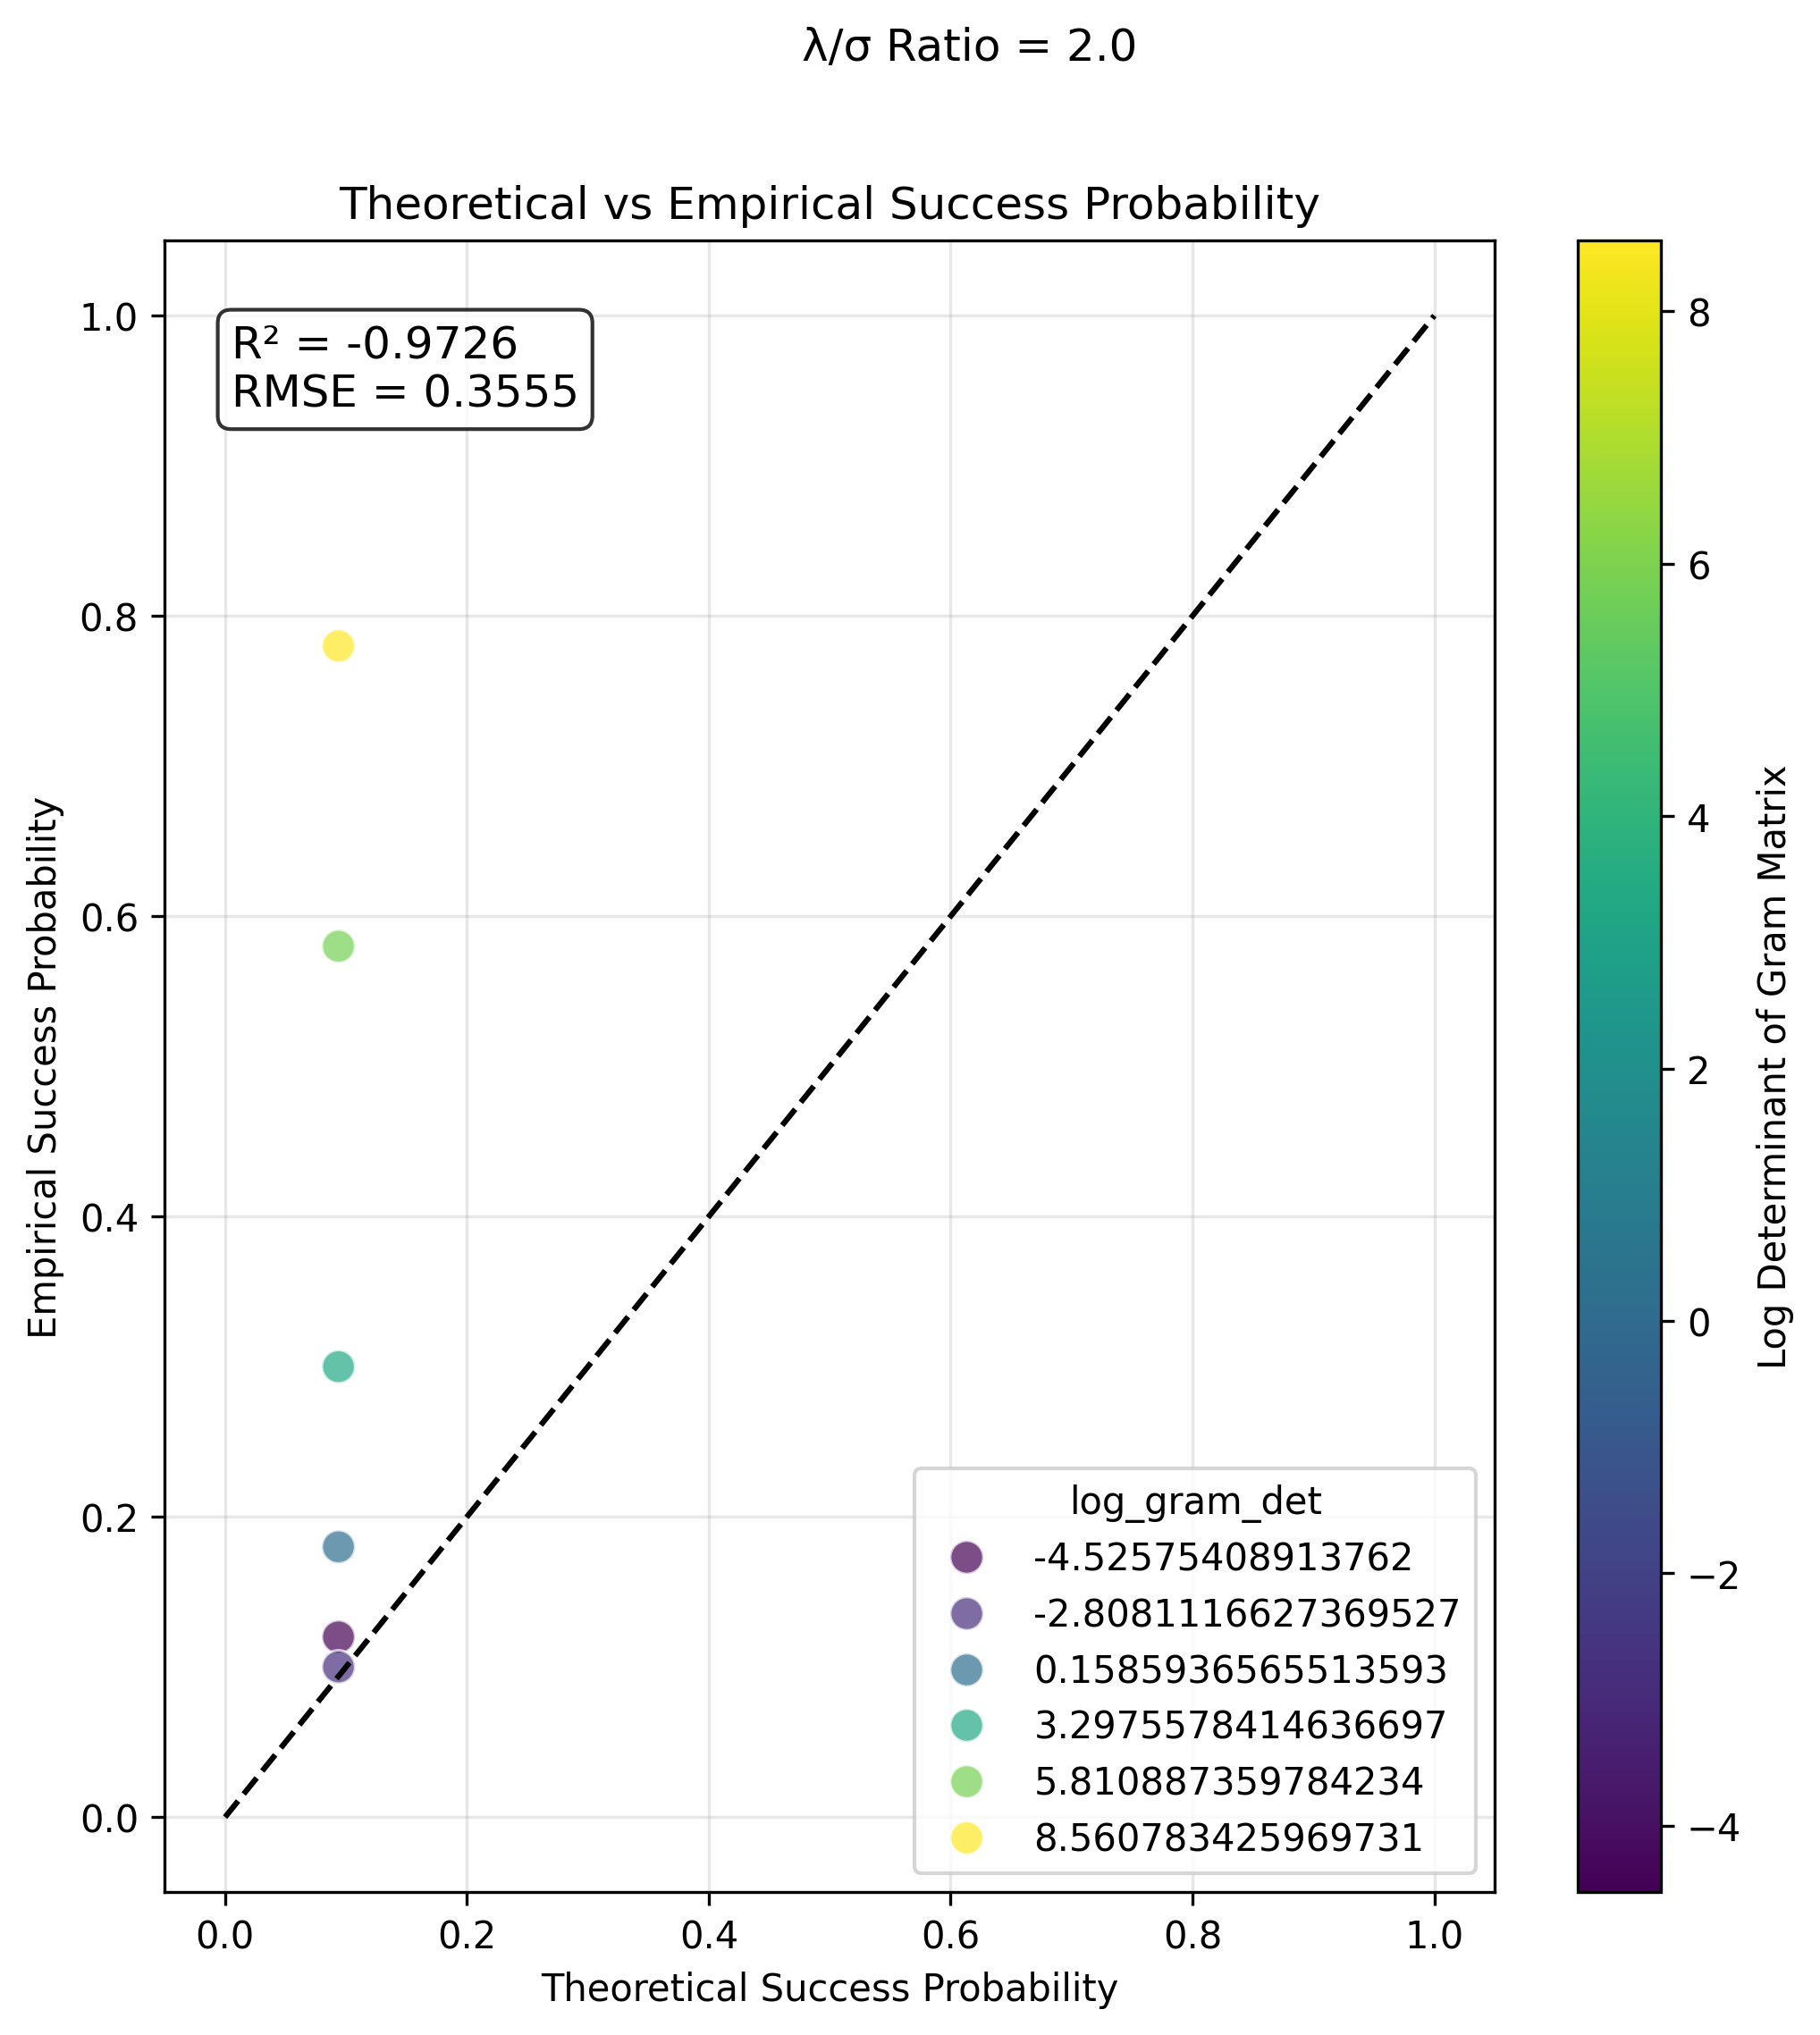 λ/σ Ratio = 2.0
Theoretical vs Empirical Success Probability
R² = -0.9726
RMSE = 0.3555
Empirical Success Probability
1.0
0.8
0.6
0.4
0.2
0.0
log_gram_det
-4.52575408913762
-2.8081116627369527
0.1585936565513593
3.2975578414636697
5.810887359784234
8.560783425969731
0.0 0.2 0.4 0.6 0.8 1.0
Theoretical Success Probability
8
6
4
2
0
−2
−4
Log Determinant of Gram Matrix